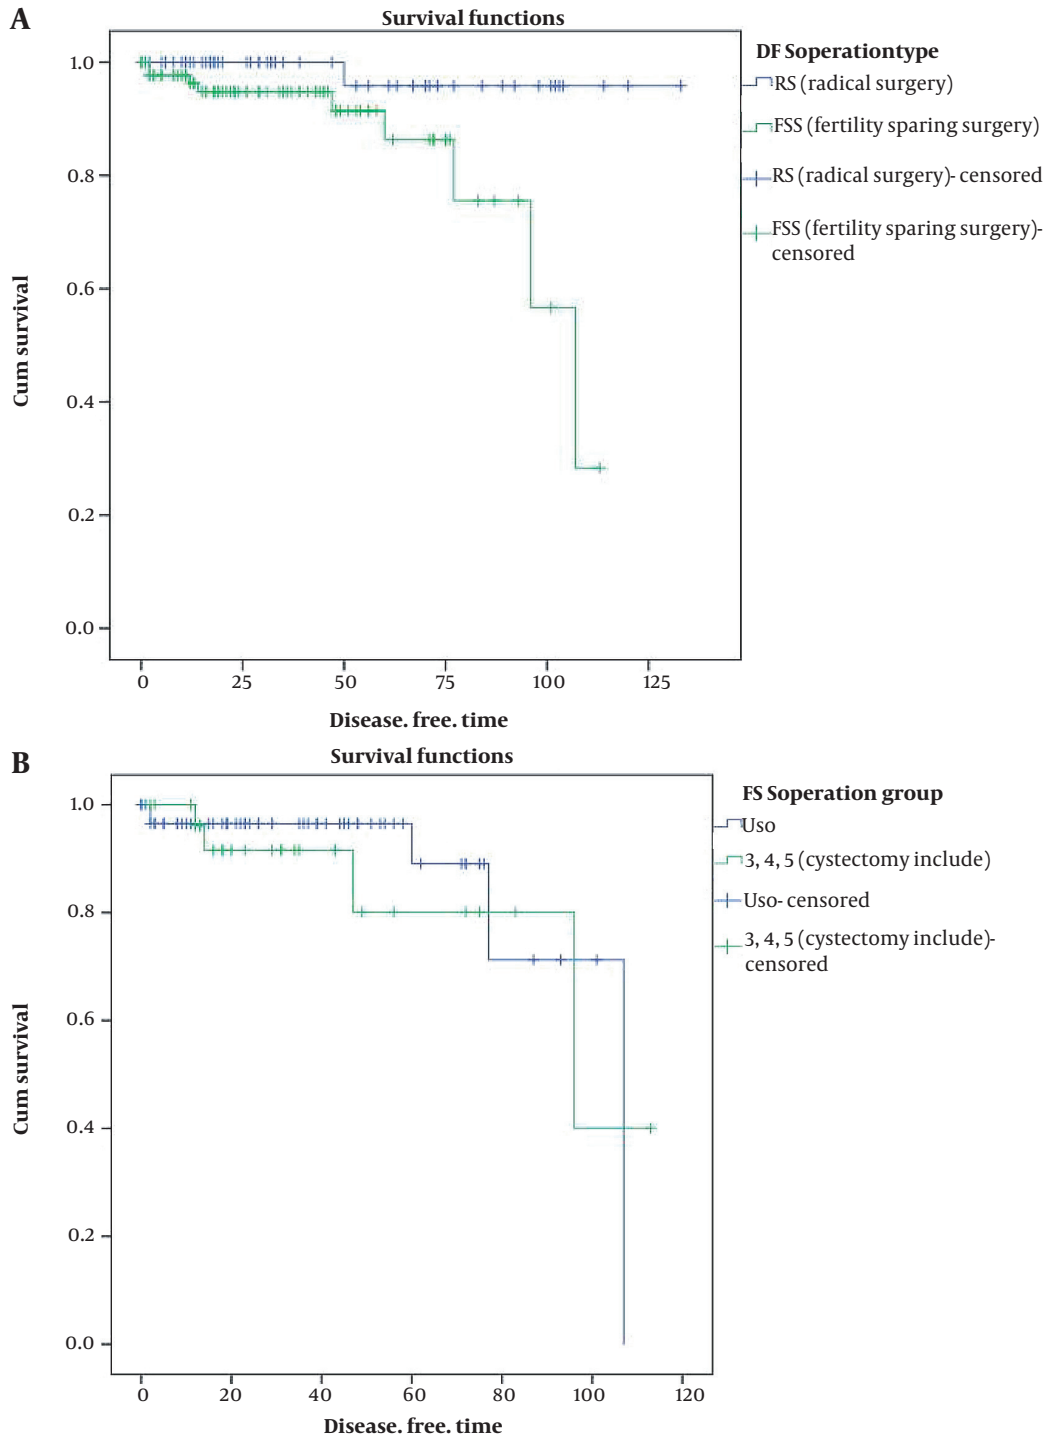 A
Survival functions
1.0
0.8
0.6
0.4
0.2
0.0
Cum survival
0
25
50
75
100
125
Disease. free. time
DF Soperationtype
RS (radical surgery)
FSS (fertility sparing surgery)
RS (radical surgery)- censored
FSS (fertility sparing surgery)-
censored
B
Survival functions
1.0
0.8
0.6
0.4
0.2
0.0
Cum survival
0
20
40
60
80
100
120
Disease. free. time
FS Soperation group
Uso
3, 4, 5 (cystectomy include)
Uso- censored
3, 4, 5 (cystectomy include)-
censored